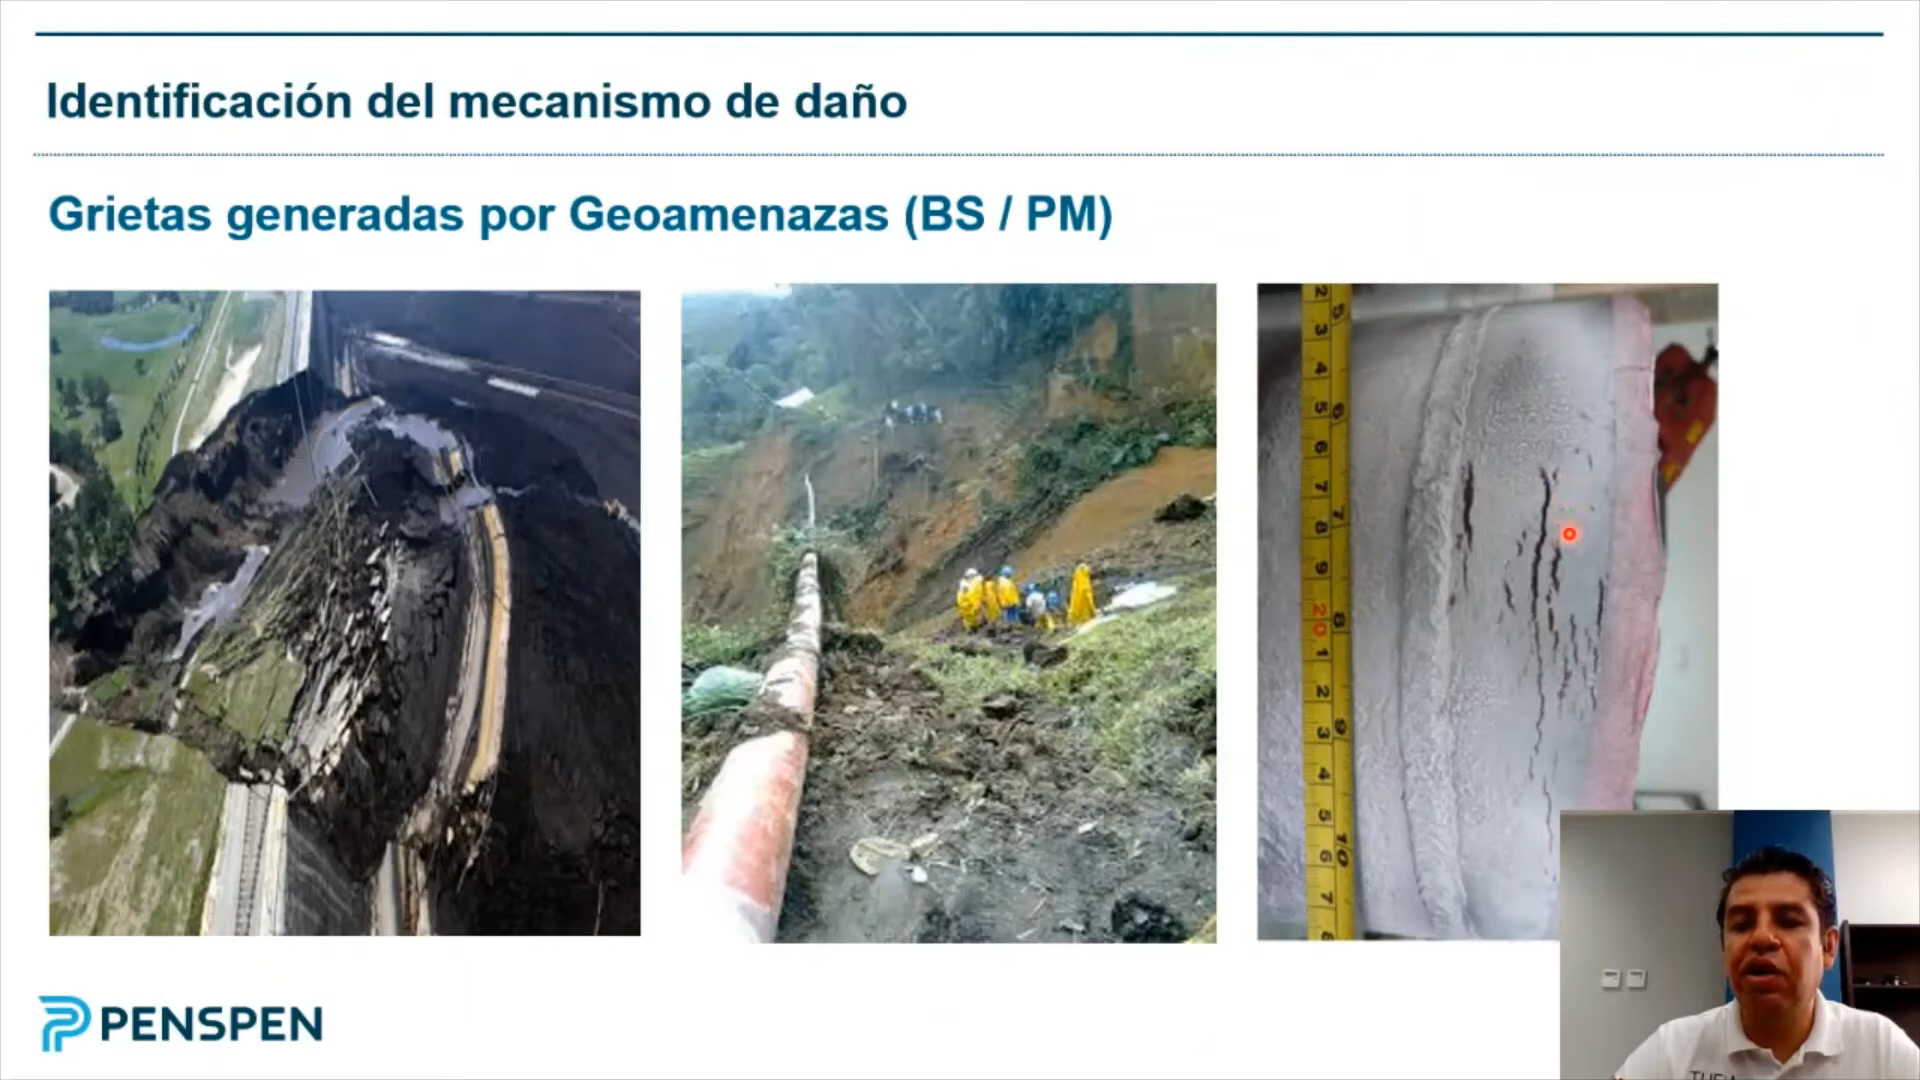 Identificación del mecanismo de daño
Grietas generadas por Geoamenazas (BS / PM)
PENSPEN